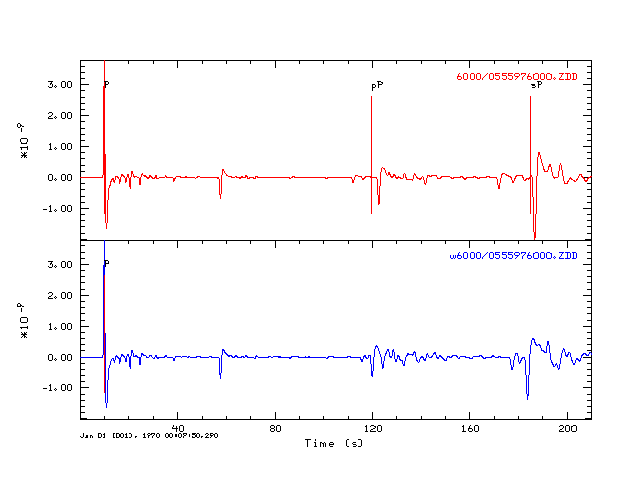 6000/0555976000.ZDD
P
pP
sP
3.00
2.00
1.00
0.00
-1.00
*10 -9
w6000/0555976000.ZDD
P
3.00
2.00
1.00
0.00
-1.00
*10 -9
40
80
120
160
200
Jan 01 (001), 1970 00:07:50.290
Time (s)